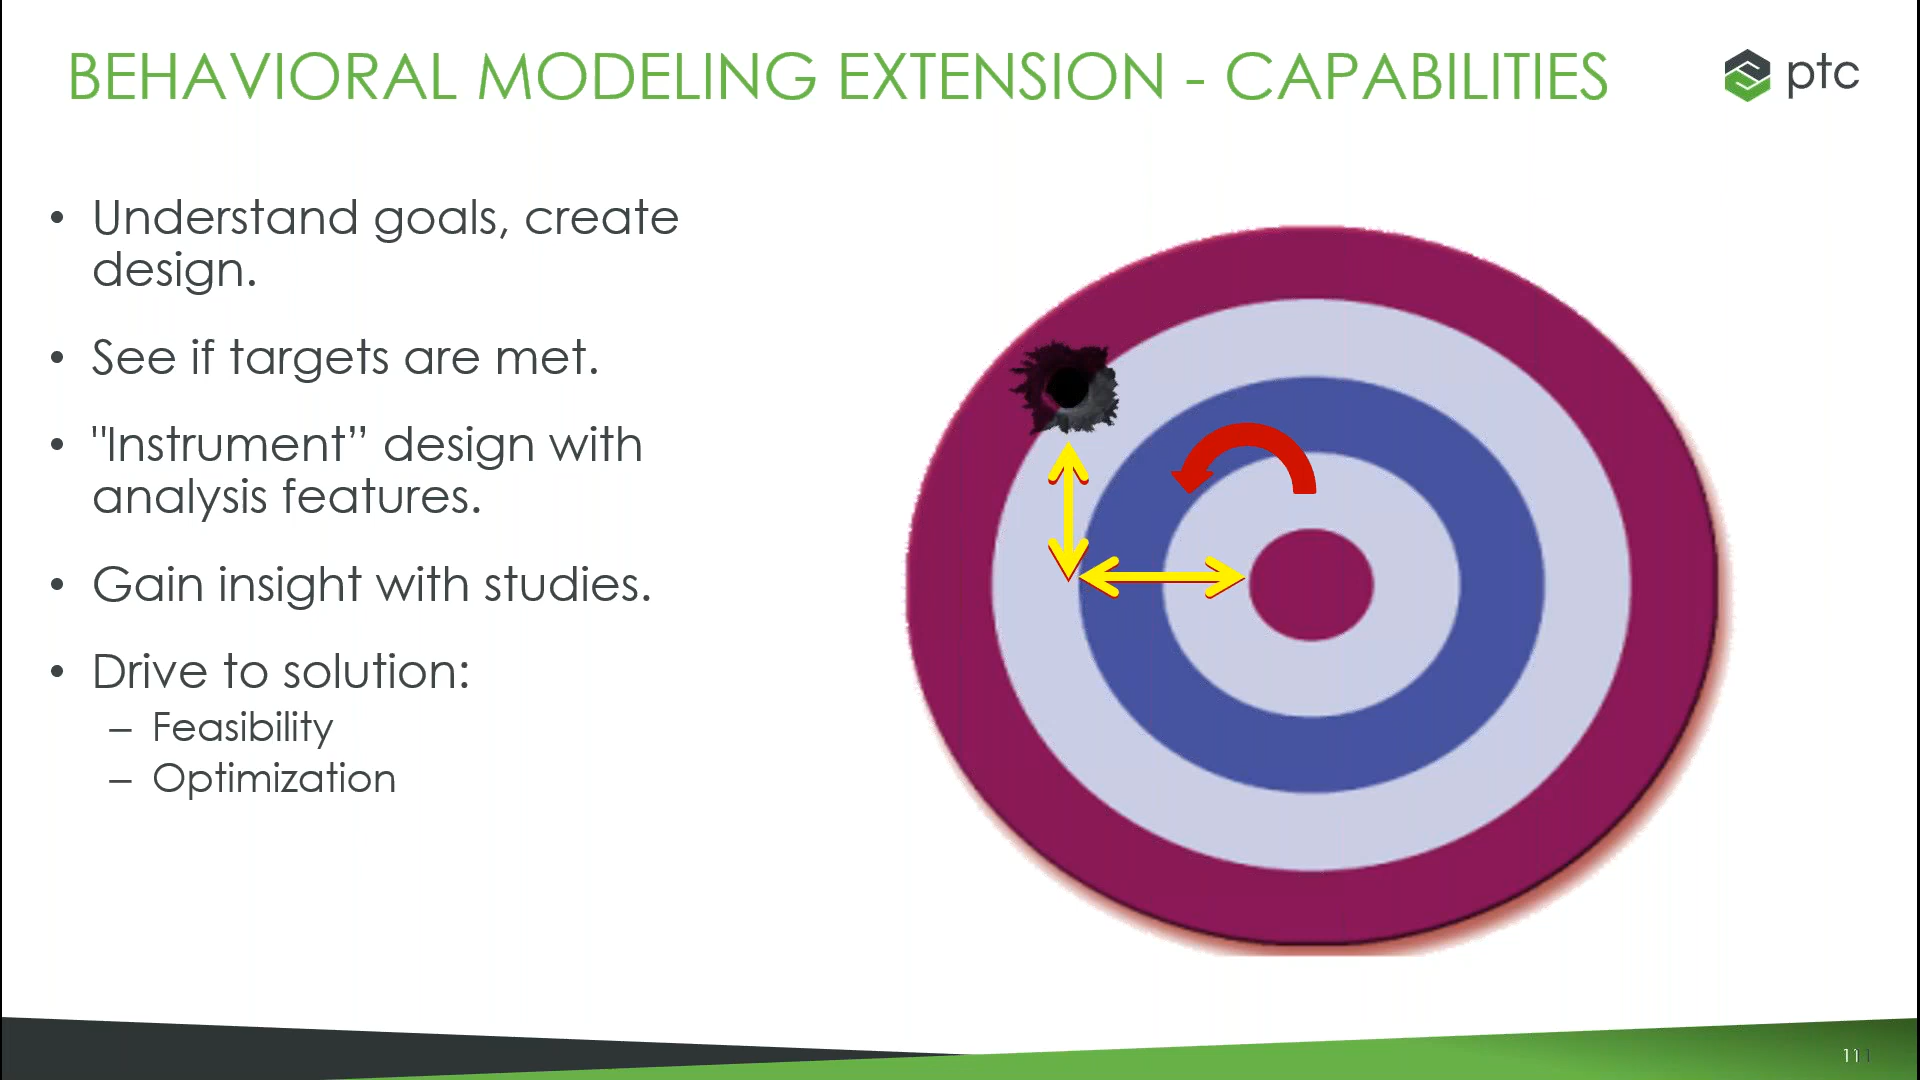 BEHAVIORAL MODELING EXTENSION - CAPABILITIES
ptc
• Understand goals, create
design.
• See if targets are met.
• "Instrument” design with
analysis features.
• Gain insight with studies.
• Drive to solution:
– Feasibility
– Optimization
11